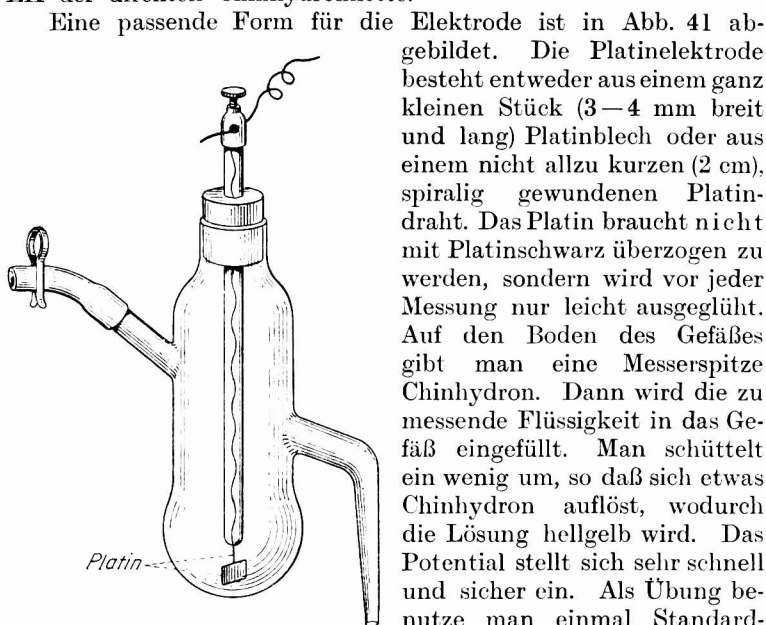 Eine passende Form für die Elektrode ist in Abb. 41 ab-
gebildet. Die Platinelektrode
besteht entweder aus einem ganz
kleinen Stück (3—4 mm breit
und lang) Platinblech oder aus
einem nicht allzu kurzen (2 cm),
spiralig gewundenen Platin-
draht. Das Platin braucht nicht
mit Platinschwarz überzogen zu
werden, sondern wird vor jeder
Messung nur leicht ausgeglüht.
Auf den Boden des Gefäßes
gibt man eine Messerspitze
Chinhydron. Dann wird die zu
messende Flüssigkeit in das Ge-
fäß eingefüllt. Man schüttelt
ein wenig um, so daß sich etwas
Chinhydron auflöst, wodurch
die Lösung hellgelb wird. Das
Potential stellt sich sehr schnell
und sicher ein. Als Übung be-
nutze man einmal Standard-
Platin